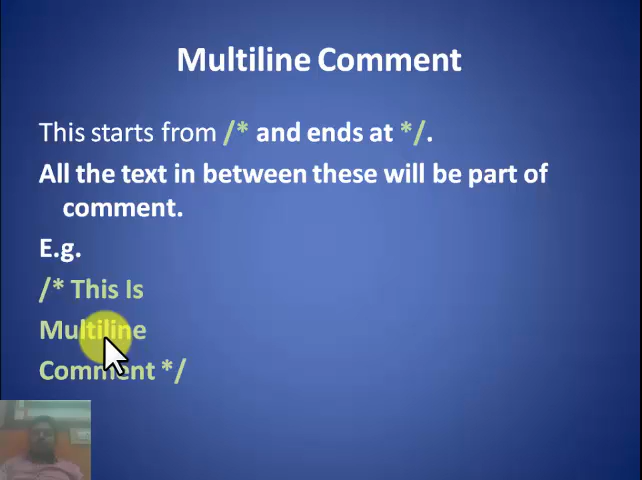 Multiline Comment
This starts from /* and ends at */.
All the text in between these will be part of
comment.
E.g.
/* This Is
Multiline
Comment */